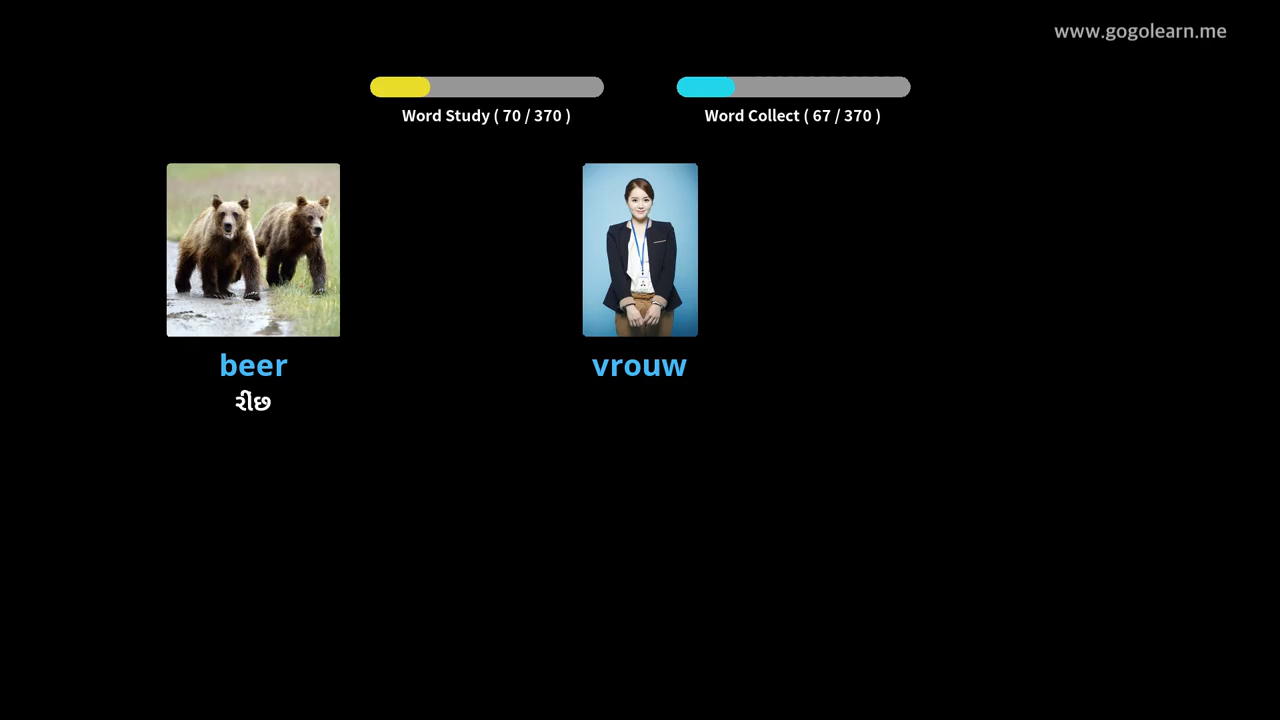 www.gogolearn.me
Word Study ( 70 / 370 )
Word Collect ( 67 / 370 )
beer
vrouw
રીંછ